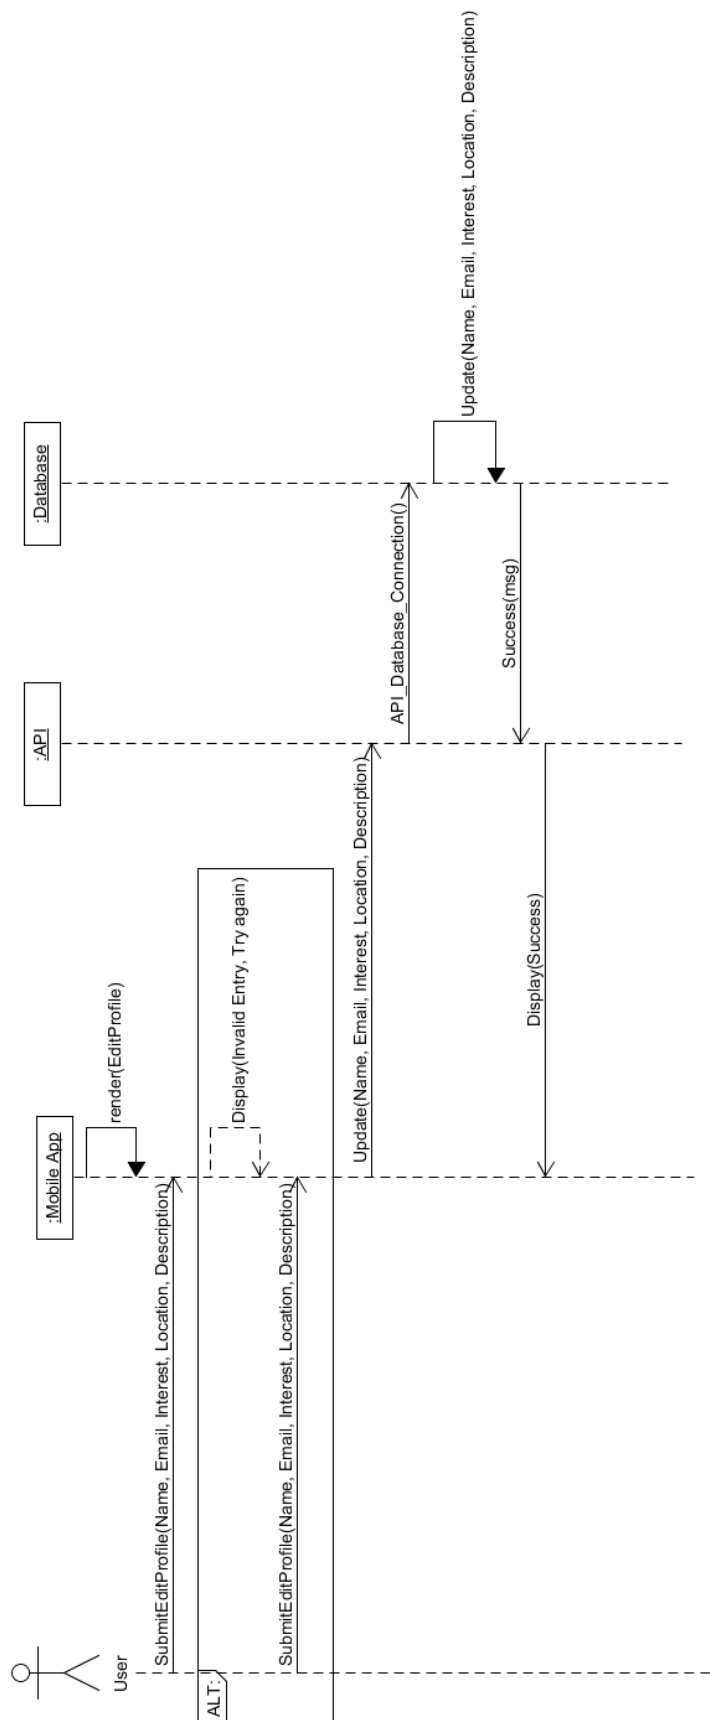 User
:Mobile App
:API
:Database
render(EditProfile)
SubmitEditProfile(Name, Email, Interest, Location, Description)
ALT:
Display(Invalid Entry, Try again)
SubmitEditProfile(Name, Email, Interest, Location, Description)
Update(Name, Email, Interest, Location, Description)
API_Database_Connection()
Update(Name, Email, Interest, Location, Description)
Success(msg)
Display(Success)